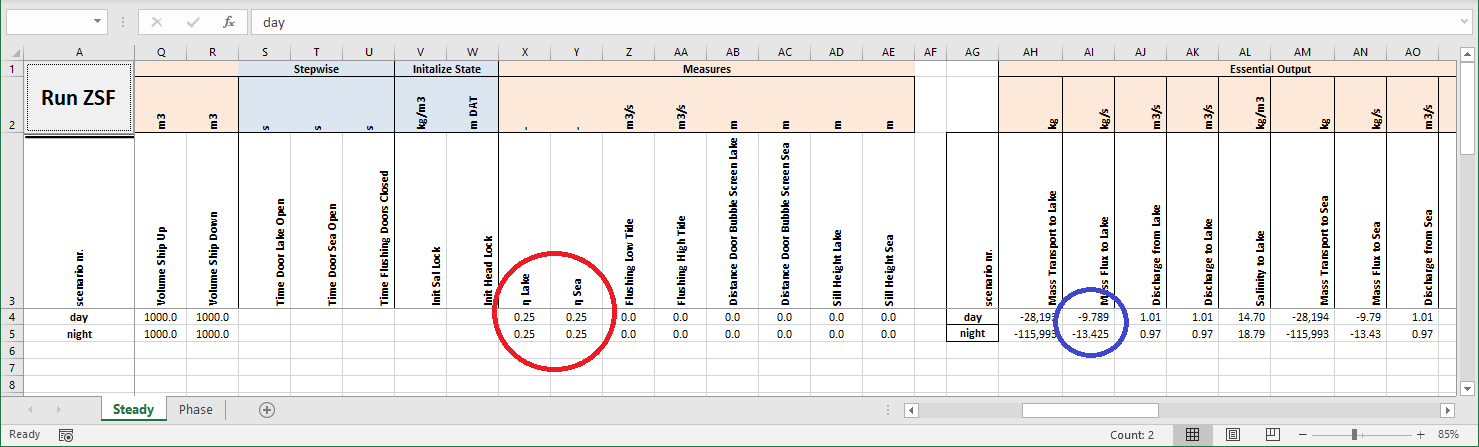 fx day
A Q R S T U V W X Y Z AA AB AC AD AE AF AG AH AI AJ AK AL AM AN AO
1 Stepwise Initalize State Measures Essential Output
Run ZSF
2 m3 m3 s s s kg/m3 m DAT - - m3/s m3/s m m m m kg kg/s m3/s m3/s kg/m3 kg kg/s m3/s
3 scenario nr. Volume Ship Up Volume Ship Down Time Door Lake Open Time Door Sea Open Time Flushing Doors Closed Init Sal Lock Init Head Lock η Lake η Sea Flushing Low Tide Flushing High Tide Distance Door Bubble Screen Lake Distance Door Bubble Screen Sea Sill Height Lake Sill Height Sea scenario nr. Mass Transport to Lake Mass Flux to Lake Discharge from Lake Discharge to Lake Salinity to Lake Mass Transport to Sea Mass Flux to Sea Discharge from Sea
4 day 1000.0 1000.0 0.25 0.25 0.0 0.0 0.0 0.0 0.0 0.0 day -28,193 -9.789 1.01 1.01 14.70 -28,194 -9.79 1.01
5 night 1000.0 1000.0 0.25 0.25 0.0 0.0 0.0 0.0 0.0 0.0 night -115,993 -13.425 0.97 0.97 18.79 -115,993 -13.43 0.97
6
7
8
Steady Phase
Ready Count: 2 85%